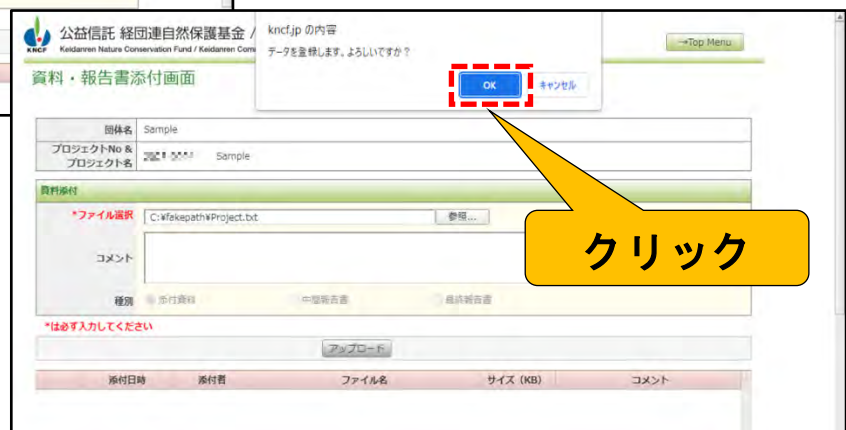 公益信託 経団連自然保護基金 /
KNCF Keidanren Nature Conservation Fund / Keidanren Com
kncf.jp の内容
データを登録します。よろしいですか？
OK キャンセル
→Top Menu
資料・報告書添付画面
団体名 Sample
プロジェクトNo &
プロジェクト名 Sample
資料添付
*ファイル選択 C:¥fakepath¥Project.txt 参照...
コメント
種別 添付資料 中間報告書 最終報告書
*は必ず入力してください
アップロード
添付日時 添付者 ファイル名 サイズ (KB) コメント
クリック